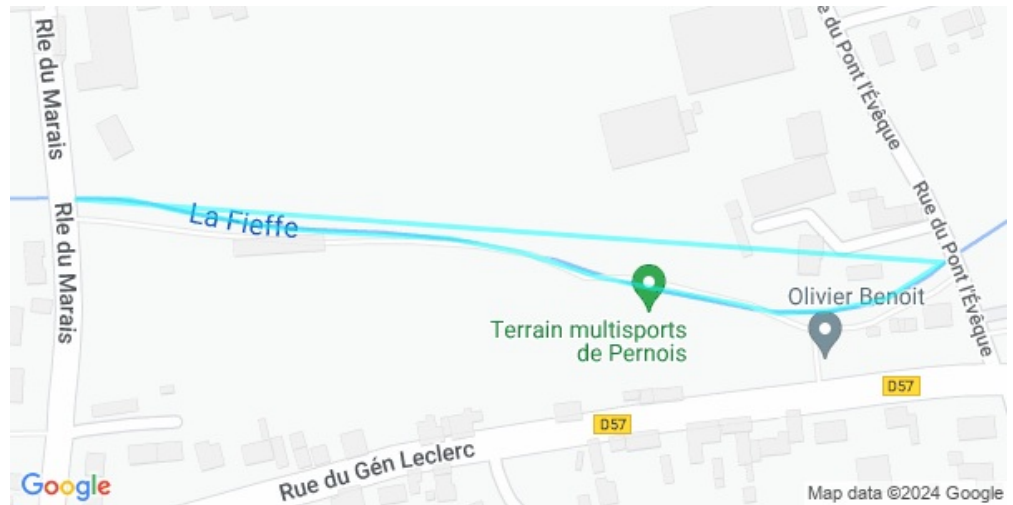 Rle du Marais
e du Pont l'Évêque
Rle du Marais
La Fieffe
Rue du Pont l'Évêque
Olivier Benoit
Terrain multisports
de Pernois
D57
D57
Rue du Gén Leclerc
Google
Map data ©2024 Google